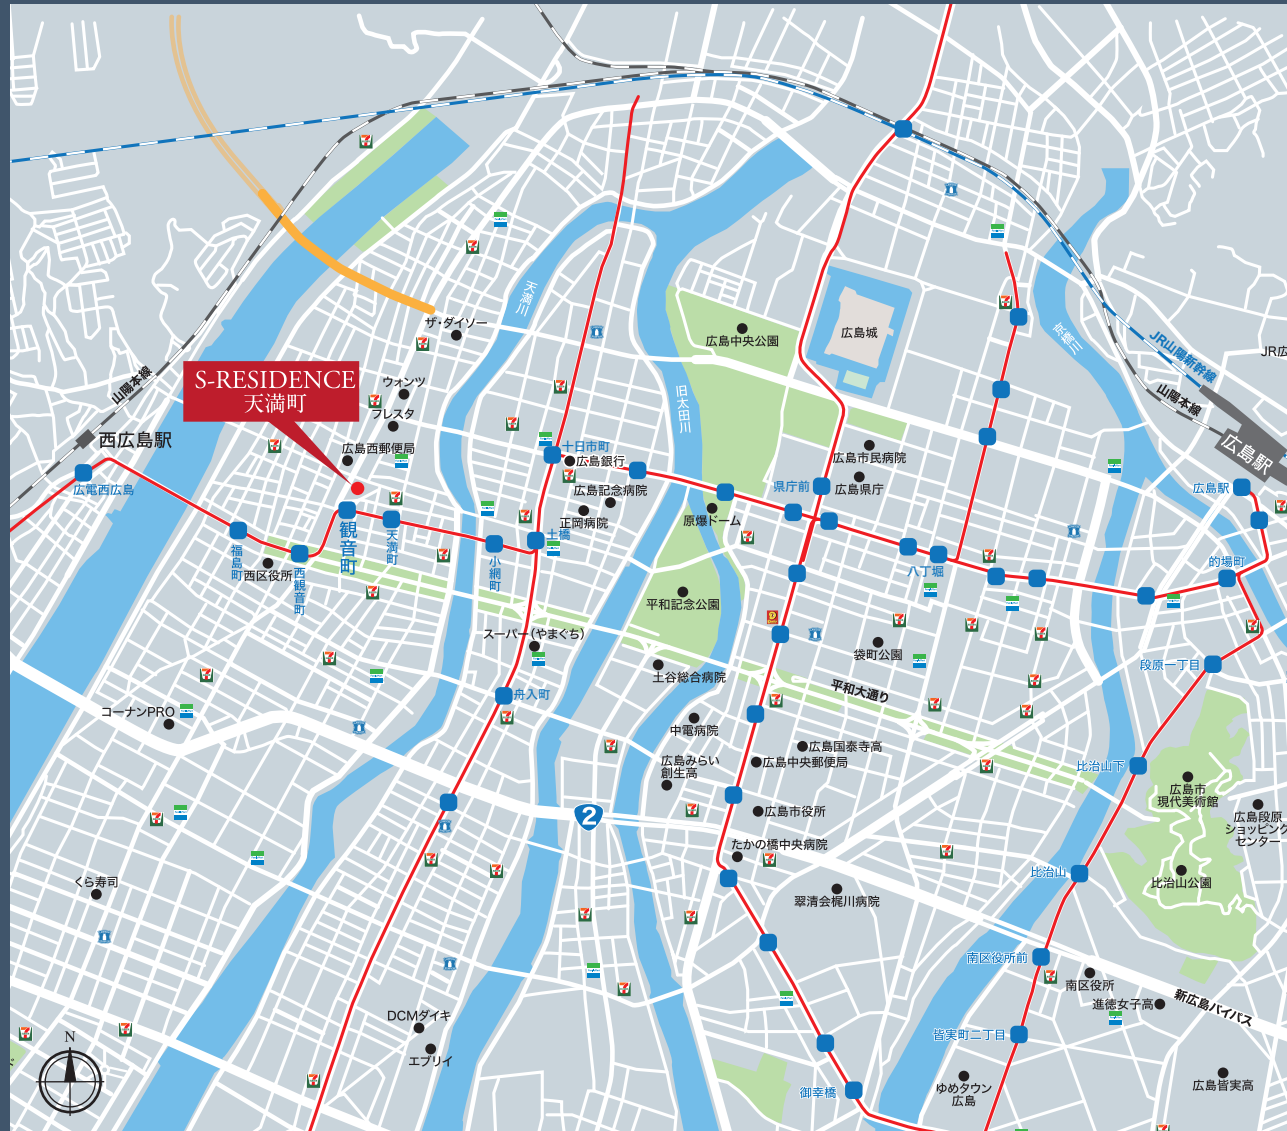 天満川
ザ・ダイソー
広島中央公園
広島城
京橋川
JR山陽新幹線
山陽本線
JR広
山陽本線
S-RESIDENCE
天満町
ウォンツ
フレスタ
旧太田川
西広島駅
広島西郵便局
十日市町
広島銀行
広島市民病院
広島駅
広電西広島
広島記念病院
県庁前
広島県庁
広島駅
正岡病院
原爆ドーム
観音町
天満町
土橋
福島町
西区役所
西観音町
小網町
八丁堀
的場町
平和記念公園
スーパー(やまぐち)
袋町公園
段原一丁目
土谷総合病院
平和大通り
舟入町
コーナンPRO
中電病院
広島国泰寺高
広島中央郵便局
広島みらい
創生高
比治山下
広島市
現代美術館
広島市役所
2
広島段原
ショッピング
センター
たかの橋中央病院
くら寿司
翠清会梶川病院
比治山
比治山公園
南区役所前
南区役所
進徳女子高
新広島バイパス
DCMダイキ
エブリイ
N
皆実町二丁目
御幸橋
ゆめタウン
広島
広島皆実高